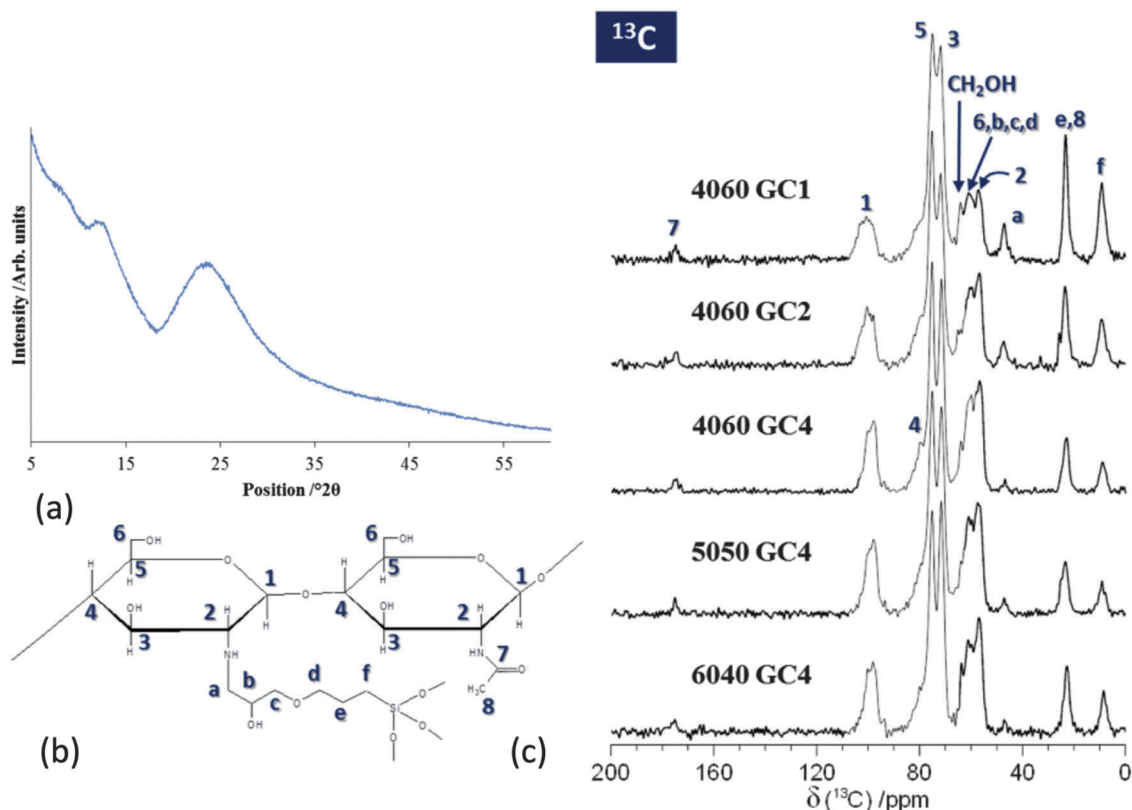 Intensity /Arb. units
5
15
25
35
45
55
Position /°2θ
(a)
6
OH
5
H
H
4
OH
3
H
O
H
2
1
H
NH
O
6
OH
5
H
H
4
OH
3
H
O
H
2
1
H
O
NH
7
O
H₃C
8
a
b
OH
c
O
d
e
f
Si
O
O
O
(b)
(c)
¹³C
5
3
CH₂OH
6,b,c,d
2
e,8
f
a
7
1
4
4060 GC1
4060 GC2
4060 GC4
5050 GC4
6040 GC4
200
160
120
80
40
0
δ (¹³C) /ppm